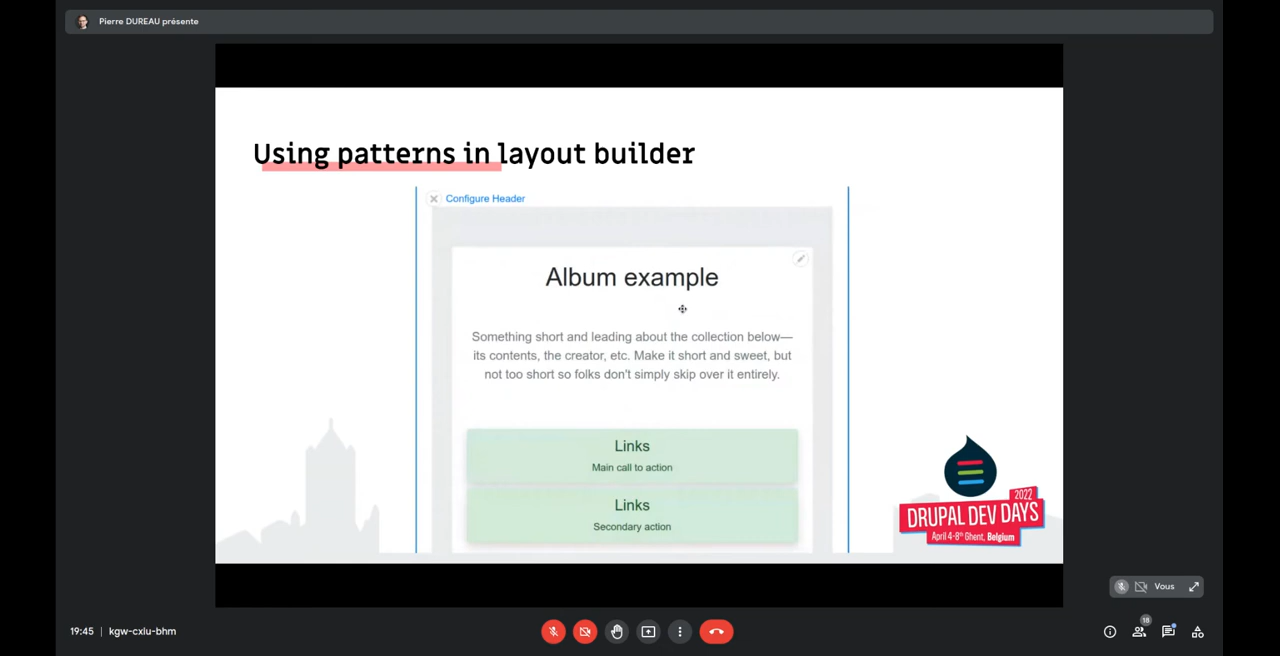 Pierre DUREAU présente
Using patterns in layout builder
Configure Header
Album example
Something short and leading about the collection below—
its contents, the creator, etc. Make it short and sweet, but
not too short so folks don't simply skip over it entirely.
Links
Main call to action
Links
Secondary action
2022
DRUPAL DEV DAYS
April 4-8th Ghent, Belgium
Vous
19:45 | kgw-cxiu-bhm
18